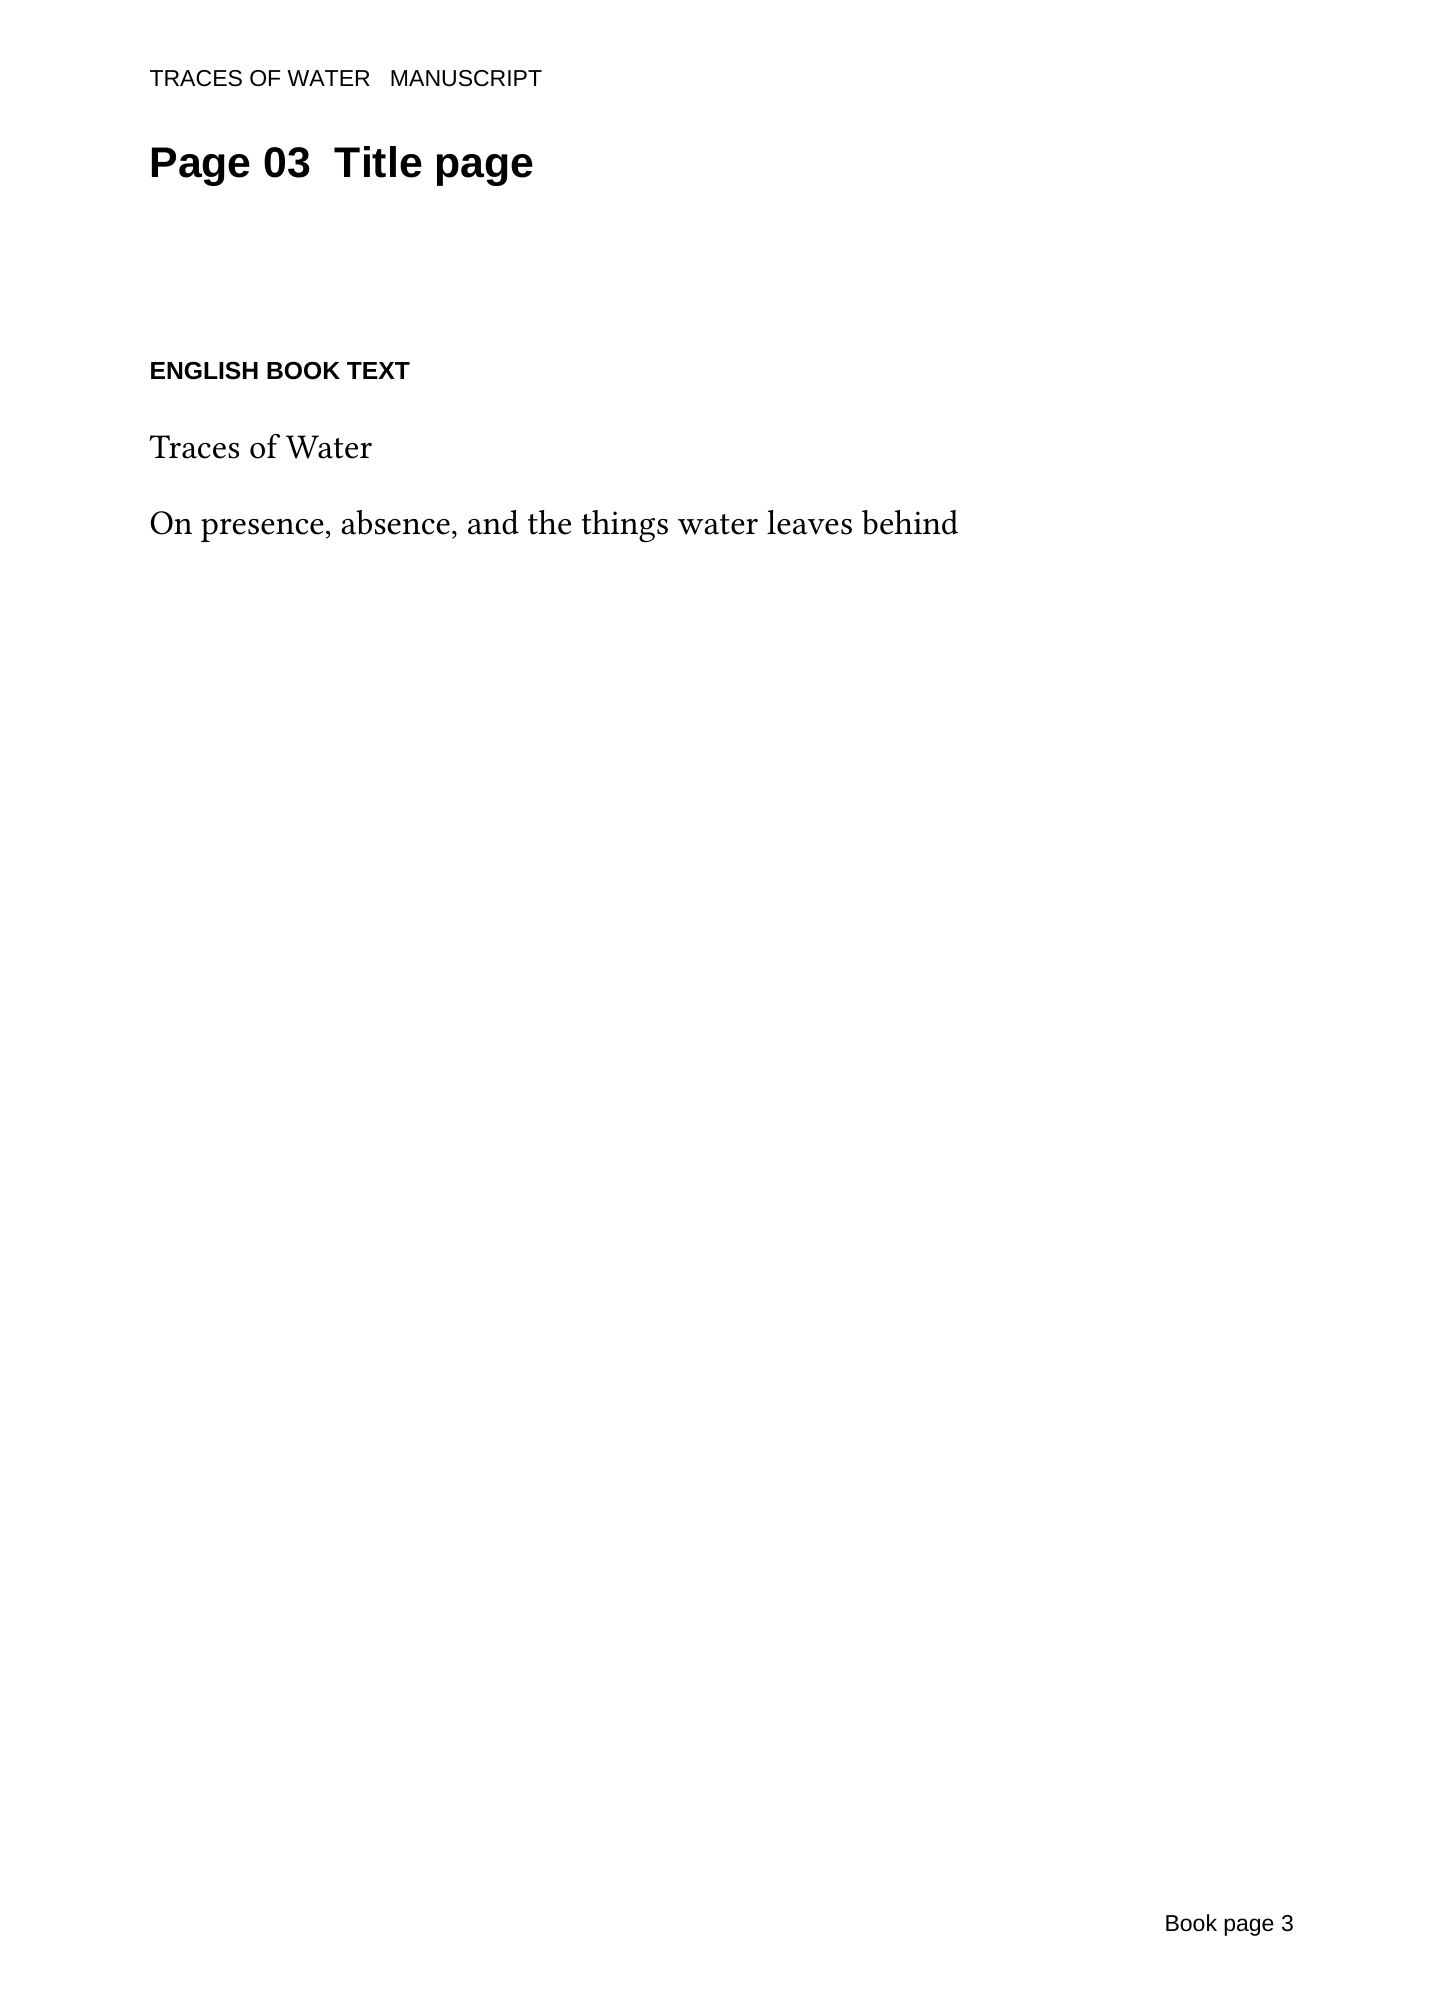 TRACES OF WATER   MANUSCRIPT
Page 03  Title page
ENGLISH BOOK TEXT
Traces of Water
On presence, absence, and the things water leaves behind
Book page 3